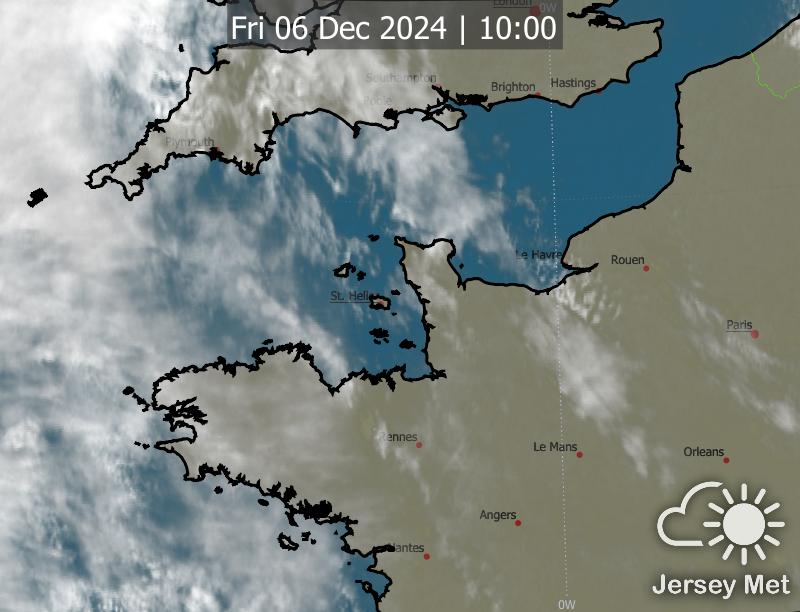 London
0W
Fri 06 Dec 2024 | 10:00
Southampton
Brighton
Hastings
Poole
Plymouth
Le Havre
Rouen
St. Helier
Paris
Rennes
Le Mans
Orleans
Angers
Nantes
Jersey Met
0W